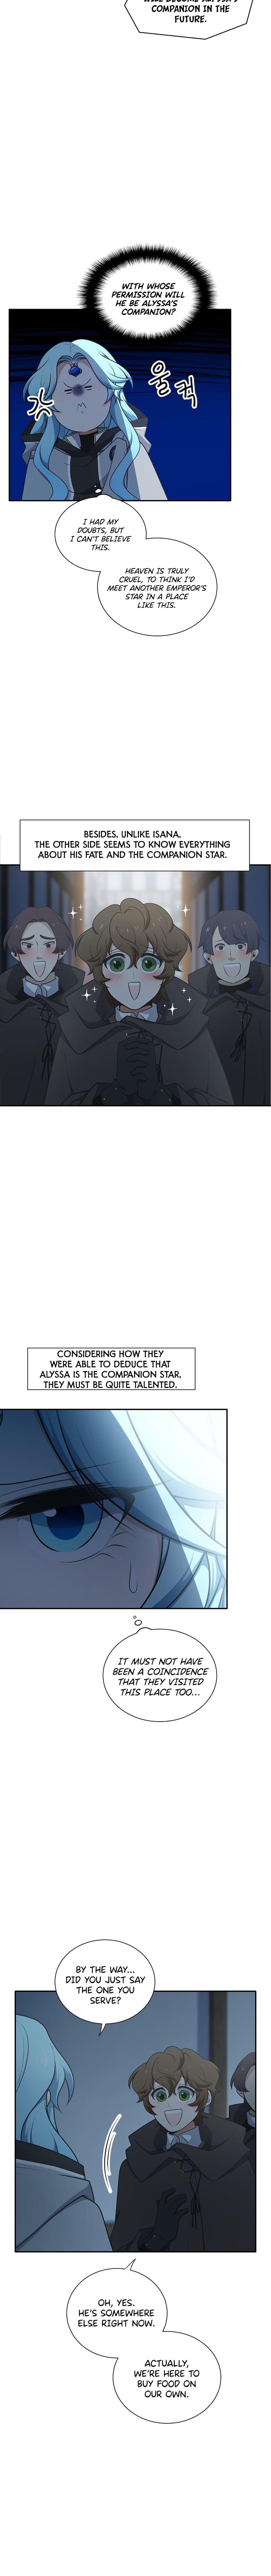 WILL BECOME ALYSSA'S
COMPANION IN THE
FUTURE.
WITH WHOSE
PERMISSION WILL
HE BE ALYSSA'S
COMPANION?
울컥
I HAD MY
DOUBTS, BUT
I CAN'T BELIEVE
THIS.
HEAVEN IS TRULY
CRUEL, TO THINK I'D
MEET ANOTHER EMPEROR'S
STAR IN A PLACE
LIKE THIS.
BESIDES, UNLIKE ISANA,
THE OTHER SIDE SEEMS TO KNOW EVERYTHING
ABOUT HIS FATE AND THE COMPANION STAR.
CONSIDERING HOW THEY
WERE ABLE TO DEDUCE THAT
ALYSSA IS THE COMPANION STAR,
THEY MUST BE QUITE TALENTED.
IT MUST NOT HAVE
BEEN A COINCIDENCE
THAT THEY VISITED
THIS PLACE TOO...
BY THE WAY...
DID YOU JUST SAY
THE ONE YOU
SERVE?
OH, YES.
HE'S SOMEWHERE
ELSE RIGHT NOW.
ACTUALLY,
WE'RE HERE TO
BUY FOOD ON
OUR OWN.